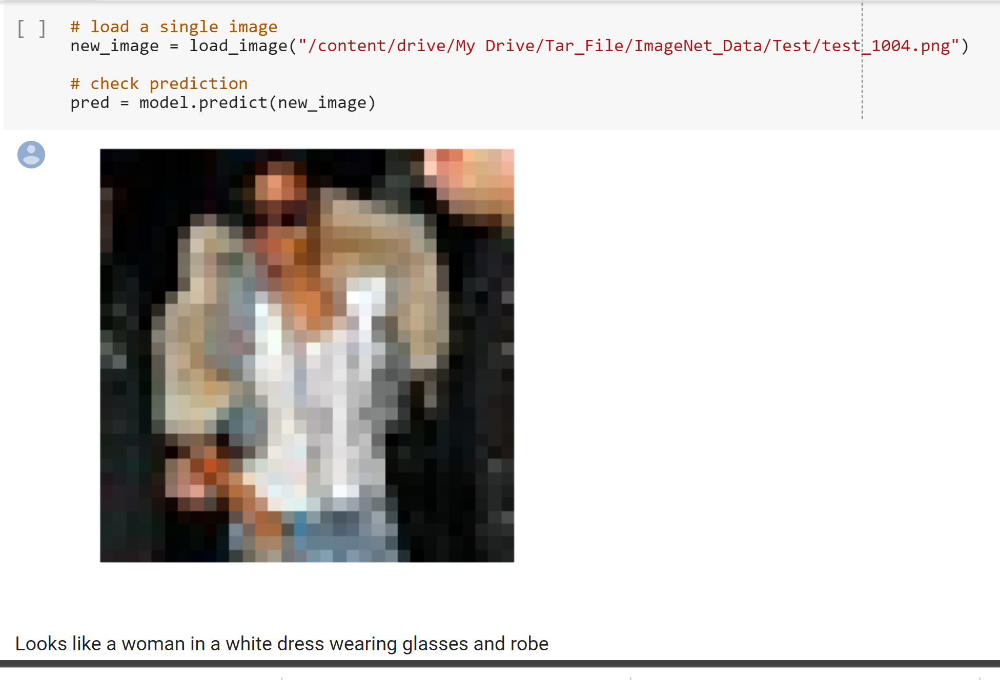 [ ] # load a single image
new_image = load_image("/content/drive/My Drive/Tar_File/ImageNet_Data/Test/test_1004.png")
# check prediction
pred = model.predict(new_image)
Looks like a woman in a white dress wearing glasses and robe